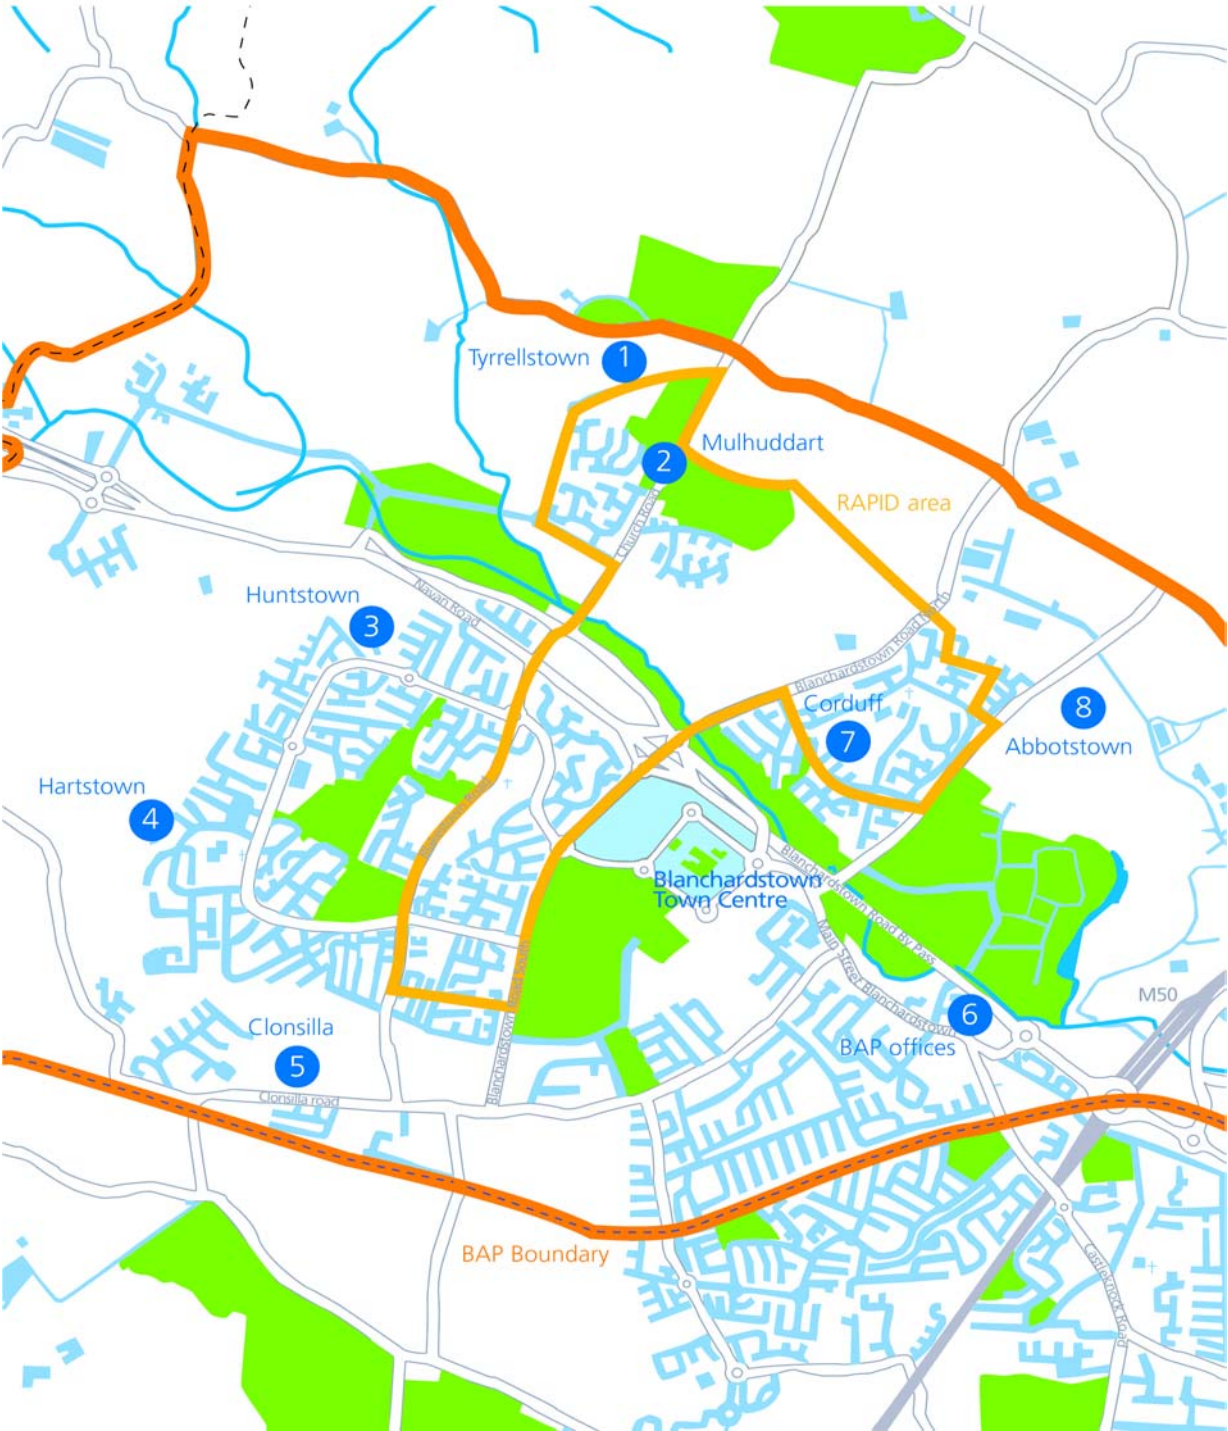 Tyrrellstown
1
2
Mulhuddart
RAPID area
Church Road
Huntstown
3
Navan Road
Blanchardstown Road North
Corduff
7
8
Abbotstown
Hartstown
4
Blanchardstown
Town Centre
Blanchardstown Road By Pass
Main Street Blanchardstown
M50
6
BAP offices
Blanchardstown Road South
Clonsilla
5
Clonsilla road
BAP Boundary
Castleknock Road